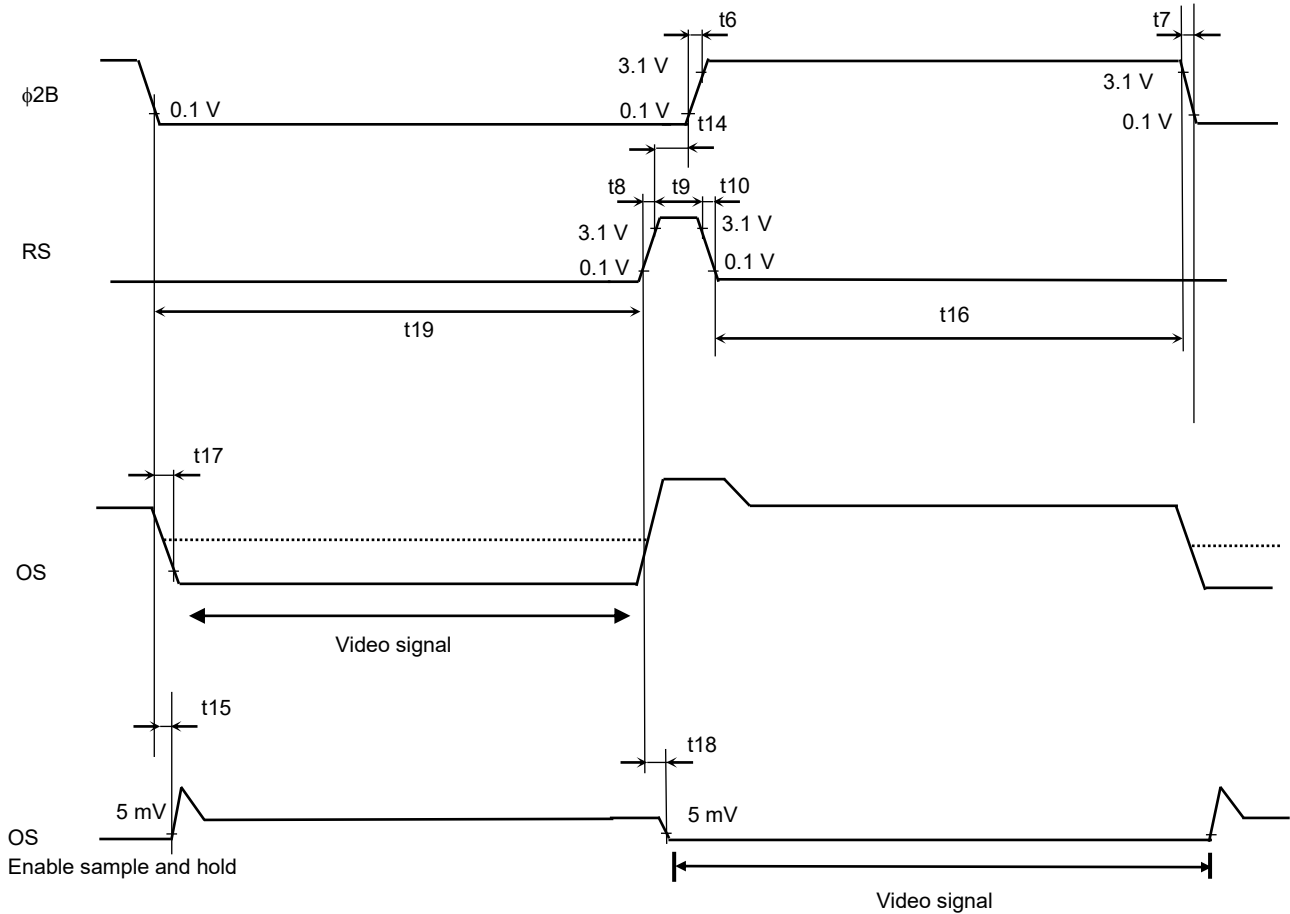 t6
t7
3.1 V
3.1 V
ϕ2B
0.1 V
0.1 V
0.1 V
t14
t8
t9
t10
3.1 V
3.1 V
RS
0.1 V
0.1 V
t19
t16
t17
OS
Video signal
t15
t18
5 mV
5 mV
OS
Enable sample and hold
Video signal